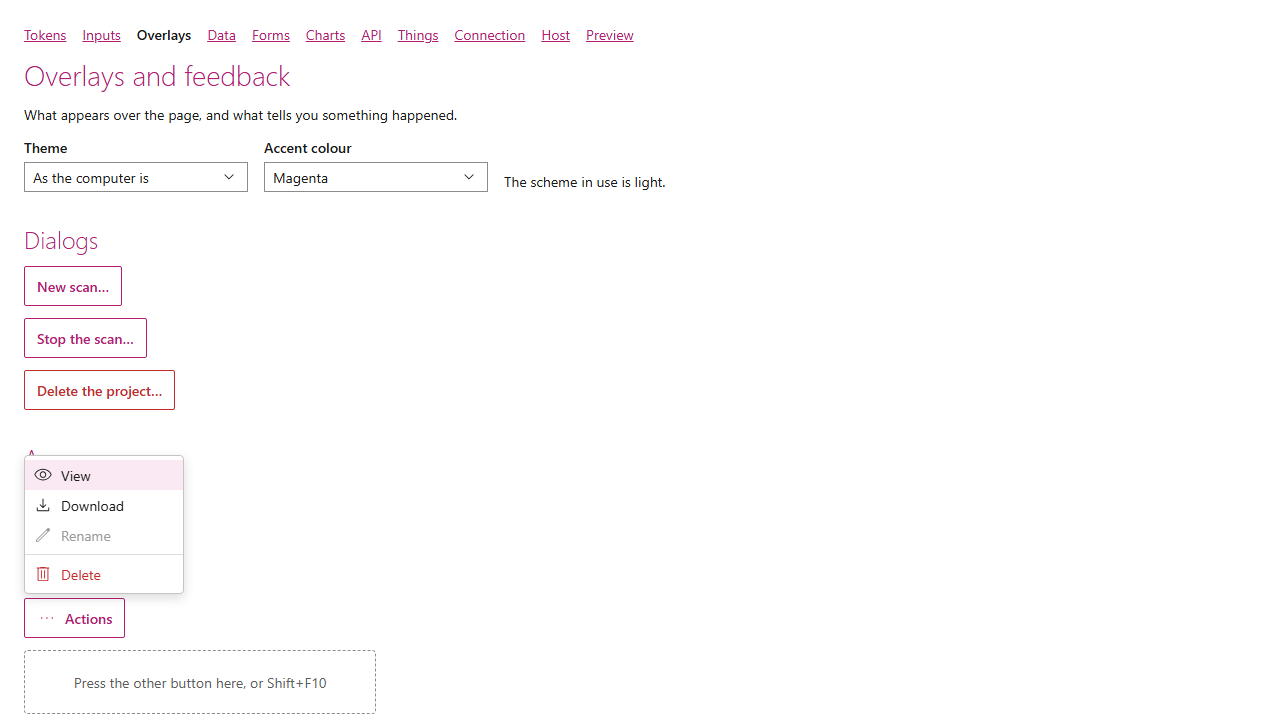 Tokens Inputs Overlays Data Forms Charts API Things Connection Host Preview
Overlays and feedback
What appears over the page, and what tells you something happened.
Theme Accent colour
As the computer is Magenta The scheme in use is light.
Dialogs
New scan...
Stop the scan...
Delete the project...
View
Download
Rename
Delete
Actions
Press the other button here, or Shift+F10